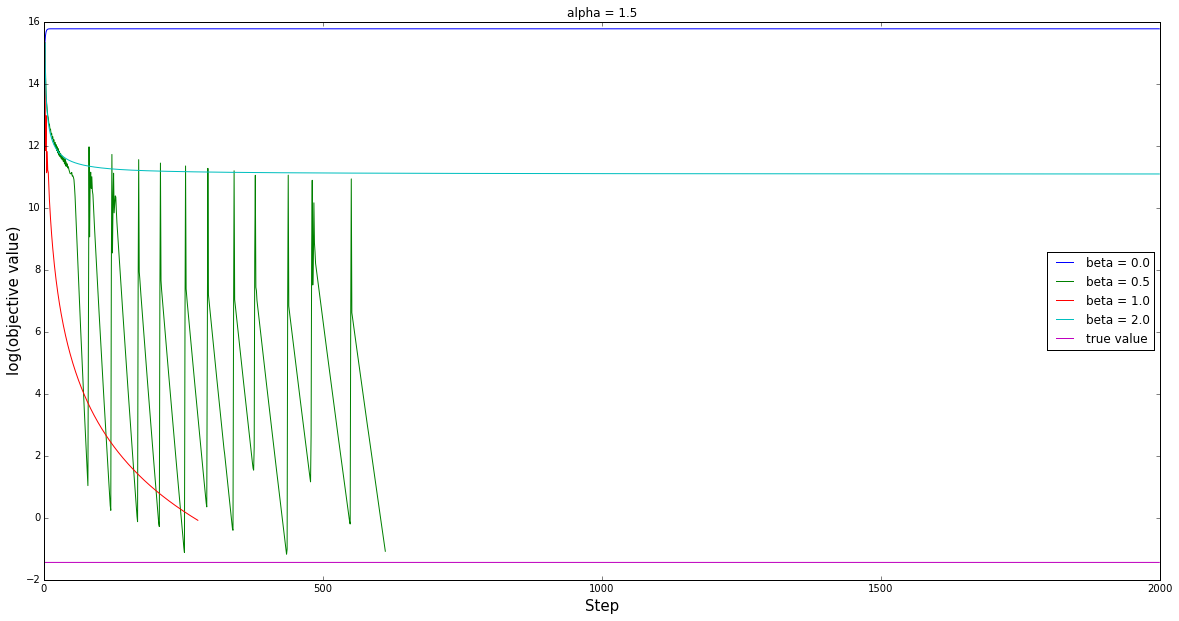 alpha = 1.5
log(objective value)
16
14
12
10
8
6
4
2
0
−2
beta = 0.0
beta = 0.5
beta = 1.0
beta = 2.0
true value
0
500
1000
1500
2000
Step